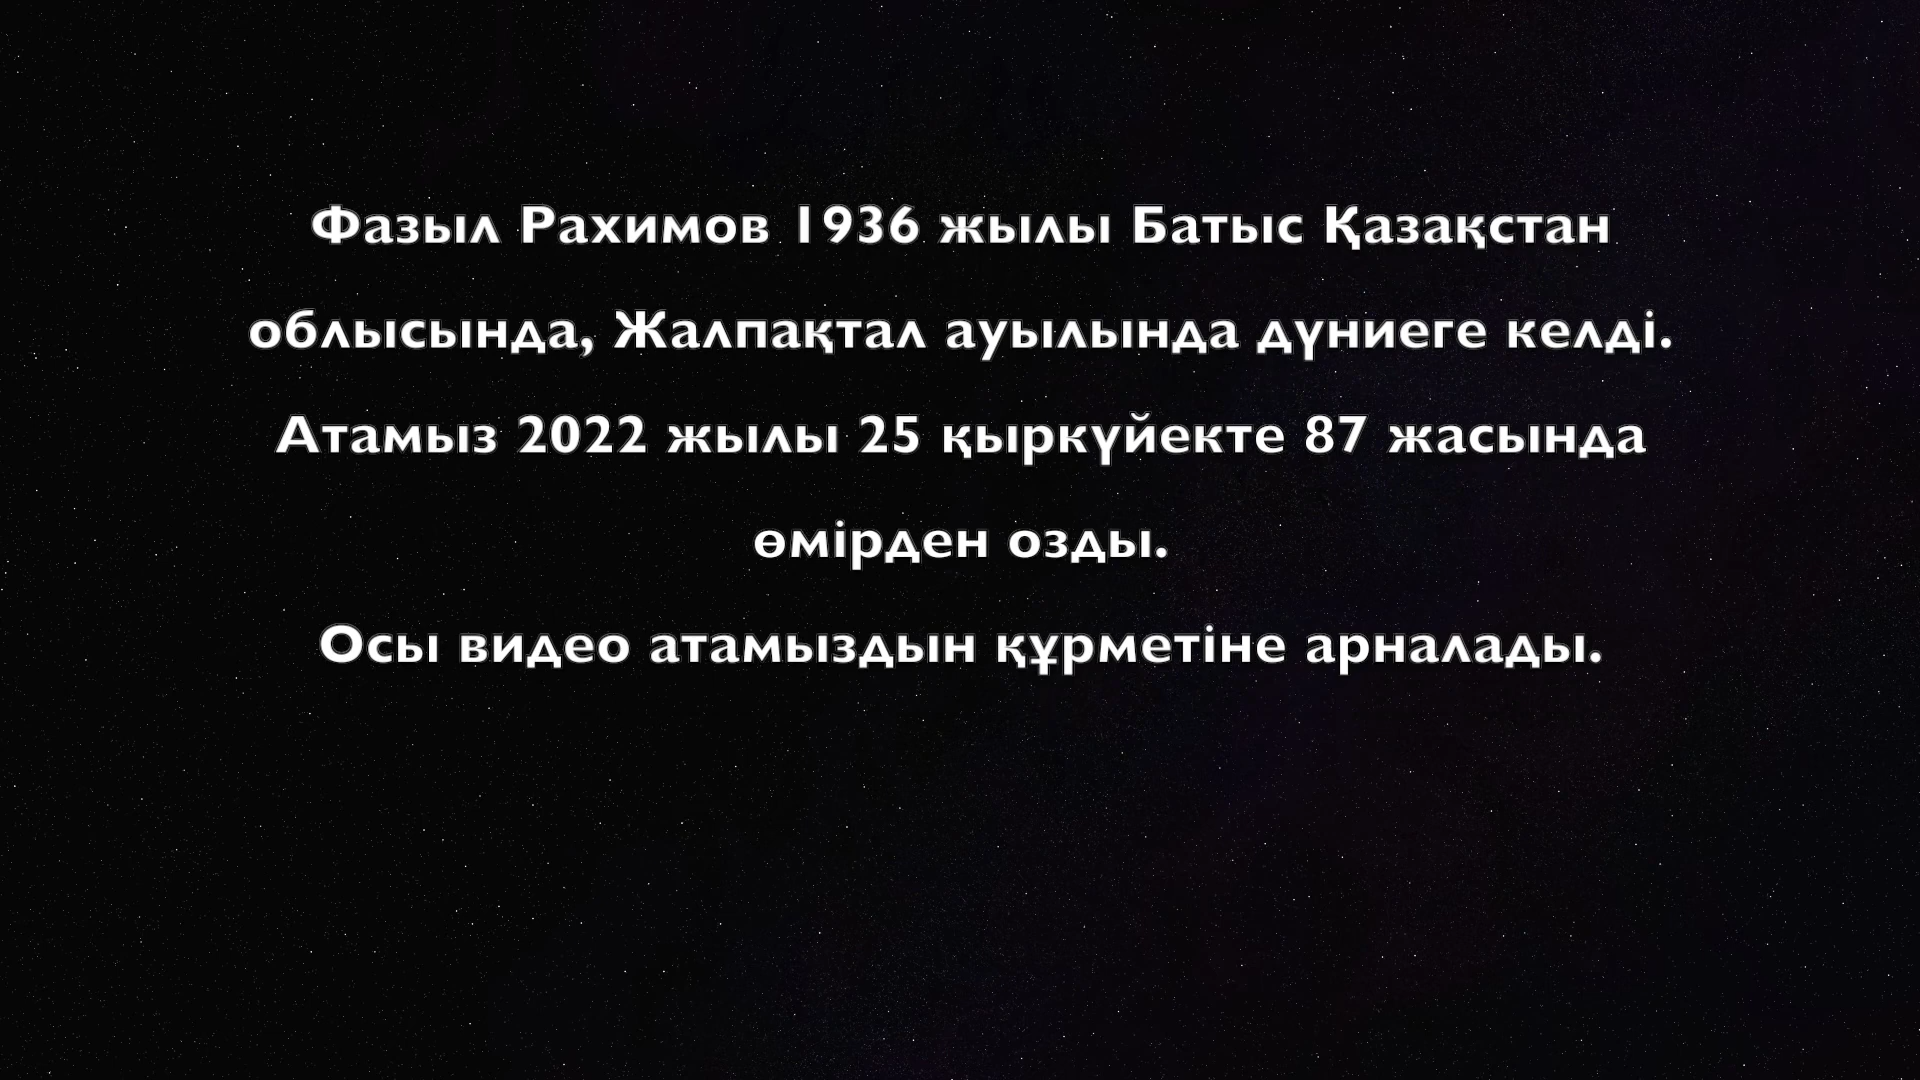 Фазыл Рахимов 1936 жылы Батыс Қазақстан
облысында, Жалпақтал ауылында дүниеге келді.
Атамыз 2022 жылы 25 қыркүйекте 87 жасында
өмірден озды.
Осы видео атамыздын құрметіне арналады.